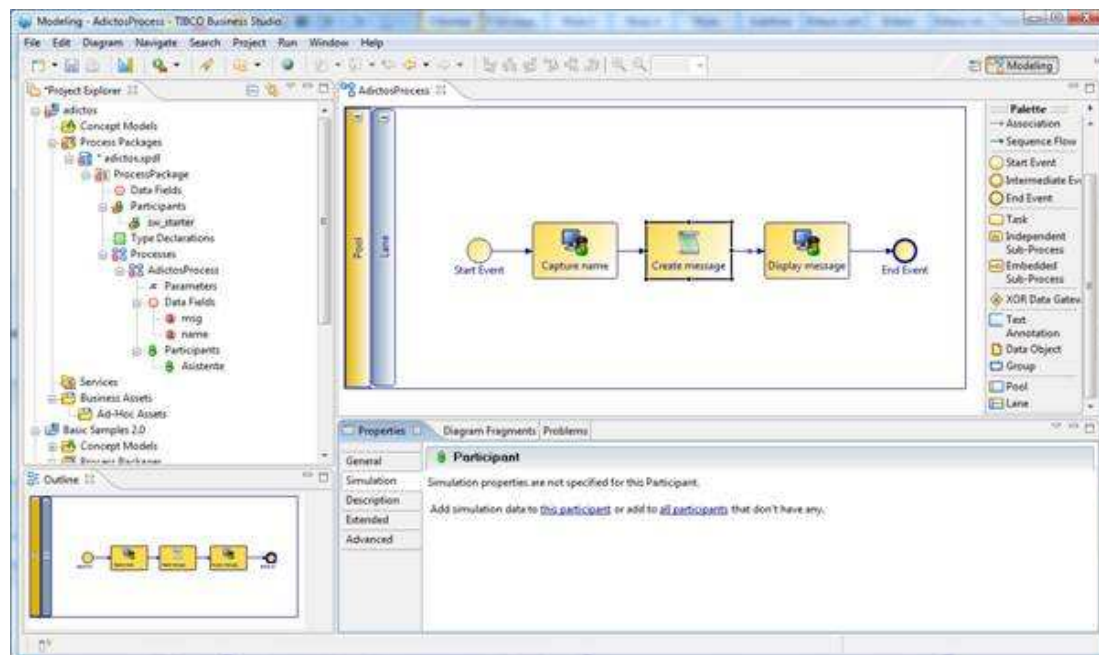 Modeling - AdictosProcess - TIBCO Business Studio
File Edit Diagram Navigate Search Project Run Window Help
Modeling
*Project Explorer
adictos
Concept Models
Process Packages
* adictos.xpdl
ProcessPackage
Data Fields
Participants
sw_starter
Type Declarations
Processes
AdictosProcess
Parameters
Data Fields
msg
name
Participants
Asistente
Services
Business Assets
Ad-Hoc Assets
Basic Samples 2.0
Concept Models
Process Packages
AdictosProcess
Pool
Lane
Start Event
Capture name
Create message
Display message
End Event
Palette
Association
Sequence Flow
Start Event
Intermediate Ev
End Event
Task
Independent
Sub-Process
Embedded
Sub-Process
XOR Data Gatew
Text
Annotation
Data Object
Group
Pool
Lane
Outline
Properties Diagram Fragments Problems
General
Simulation
Description
Extended
Advanced
Participant
Simulation properties are not specified for this Participant.
Add simulation data to this participant or add to all participants that don't have any.